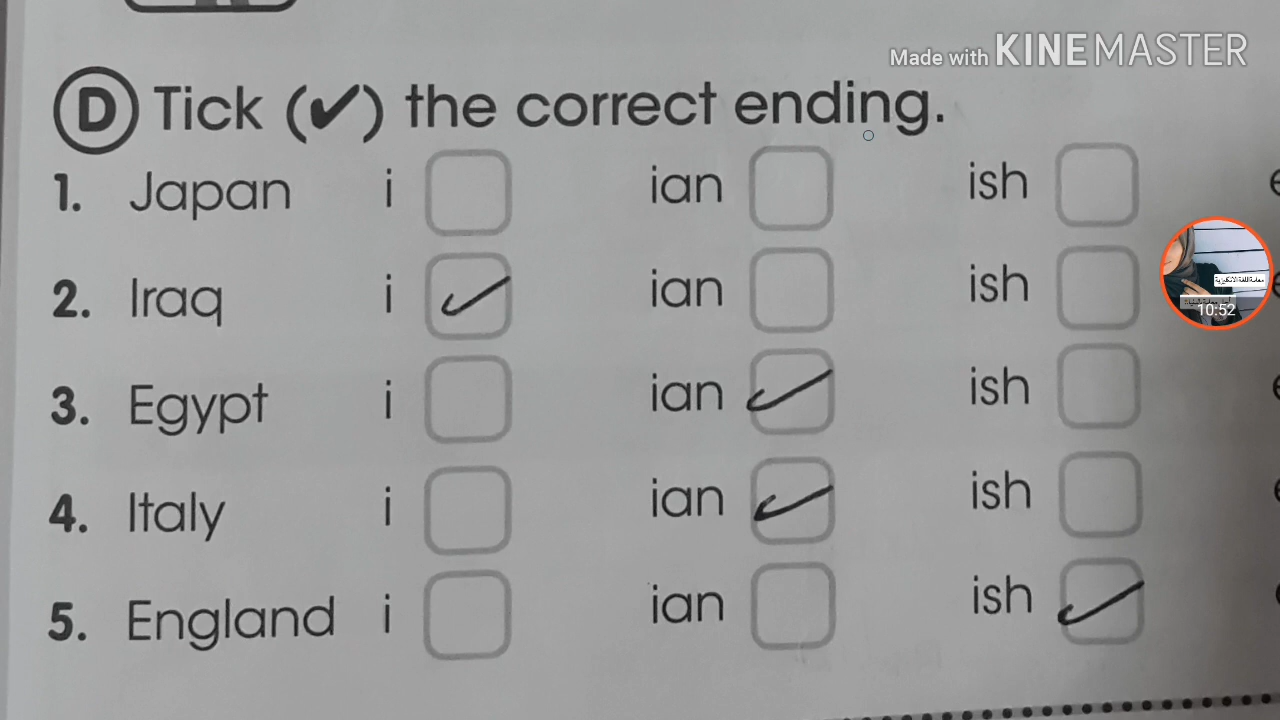 Made with KINEMASTER
D Tick (✔) the correct ending.
1. Japan i ian ish
2. Iraq i ✓ ian ish
3. Egypt i ian ✓ ish
4. Italy i ian ✓ ish
5. England i ian ish ✓
10:52